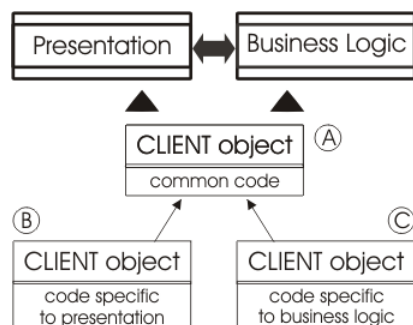 Presentation
Business Logic
CLIENT object
A
common code
B
C
CLIENT object
code specific
to presentation
CLIENT object
code specific
to business logic